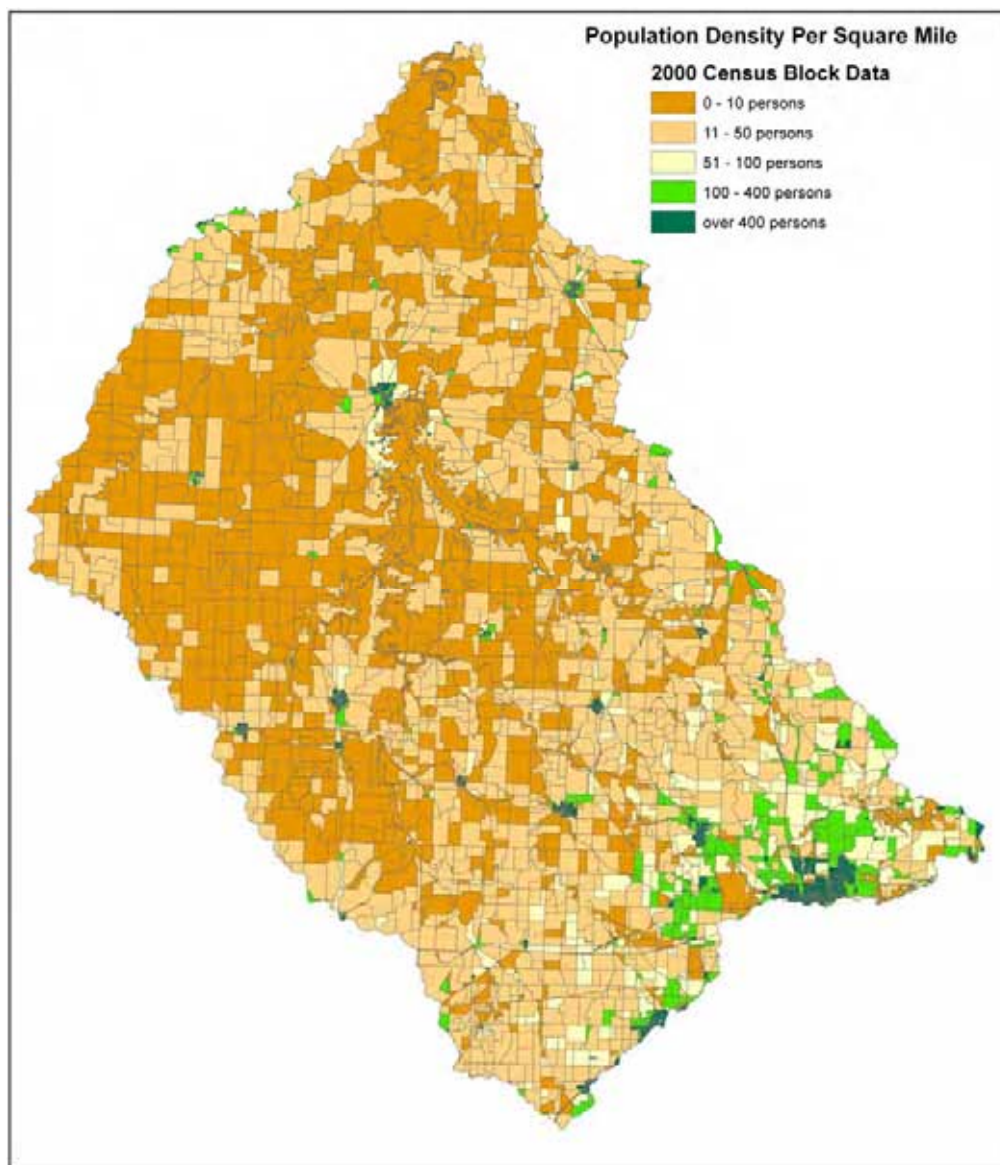 Population Density Per Square Mile
2000 Census Block Data
0 - 10 persons
11 - 50 persons
51 - 100 persons
100 - 400 persons
over 400 persons